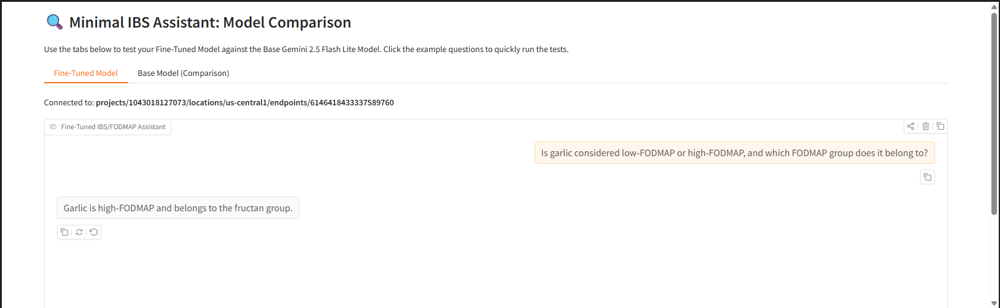 Minimal IBS Assistant: Model Comparison
Use the tabs below to test your Fine-Tuned Model against the Base Gemini 2.5 Flash Lite Model. Click the example questions to quickly run the tests.
Fine-Tuned Model
Base Model (Comparison)
Connected to: projects/1043018127073/locations/us-central1/endpoints/6146418433337589760
Fine-Tuned IBS/FODMAP Assistant
Is garlic considered low-FODMAP or high-FODMAP, and which FODMAP group does it belong to?
Garlic is high-FODMAP and belongs to the fructan group.